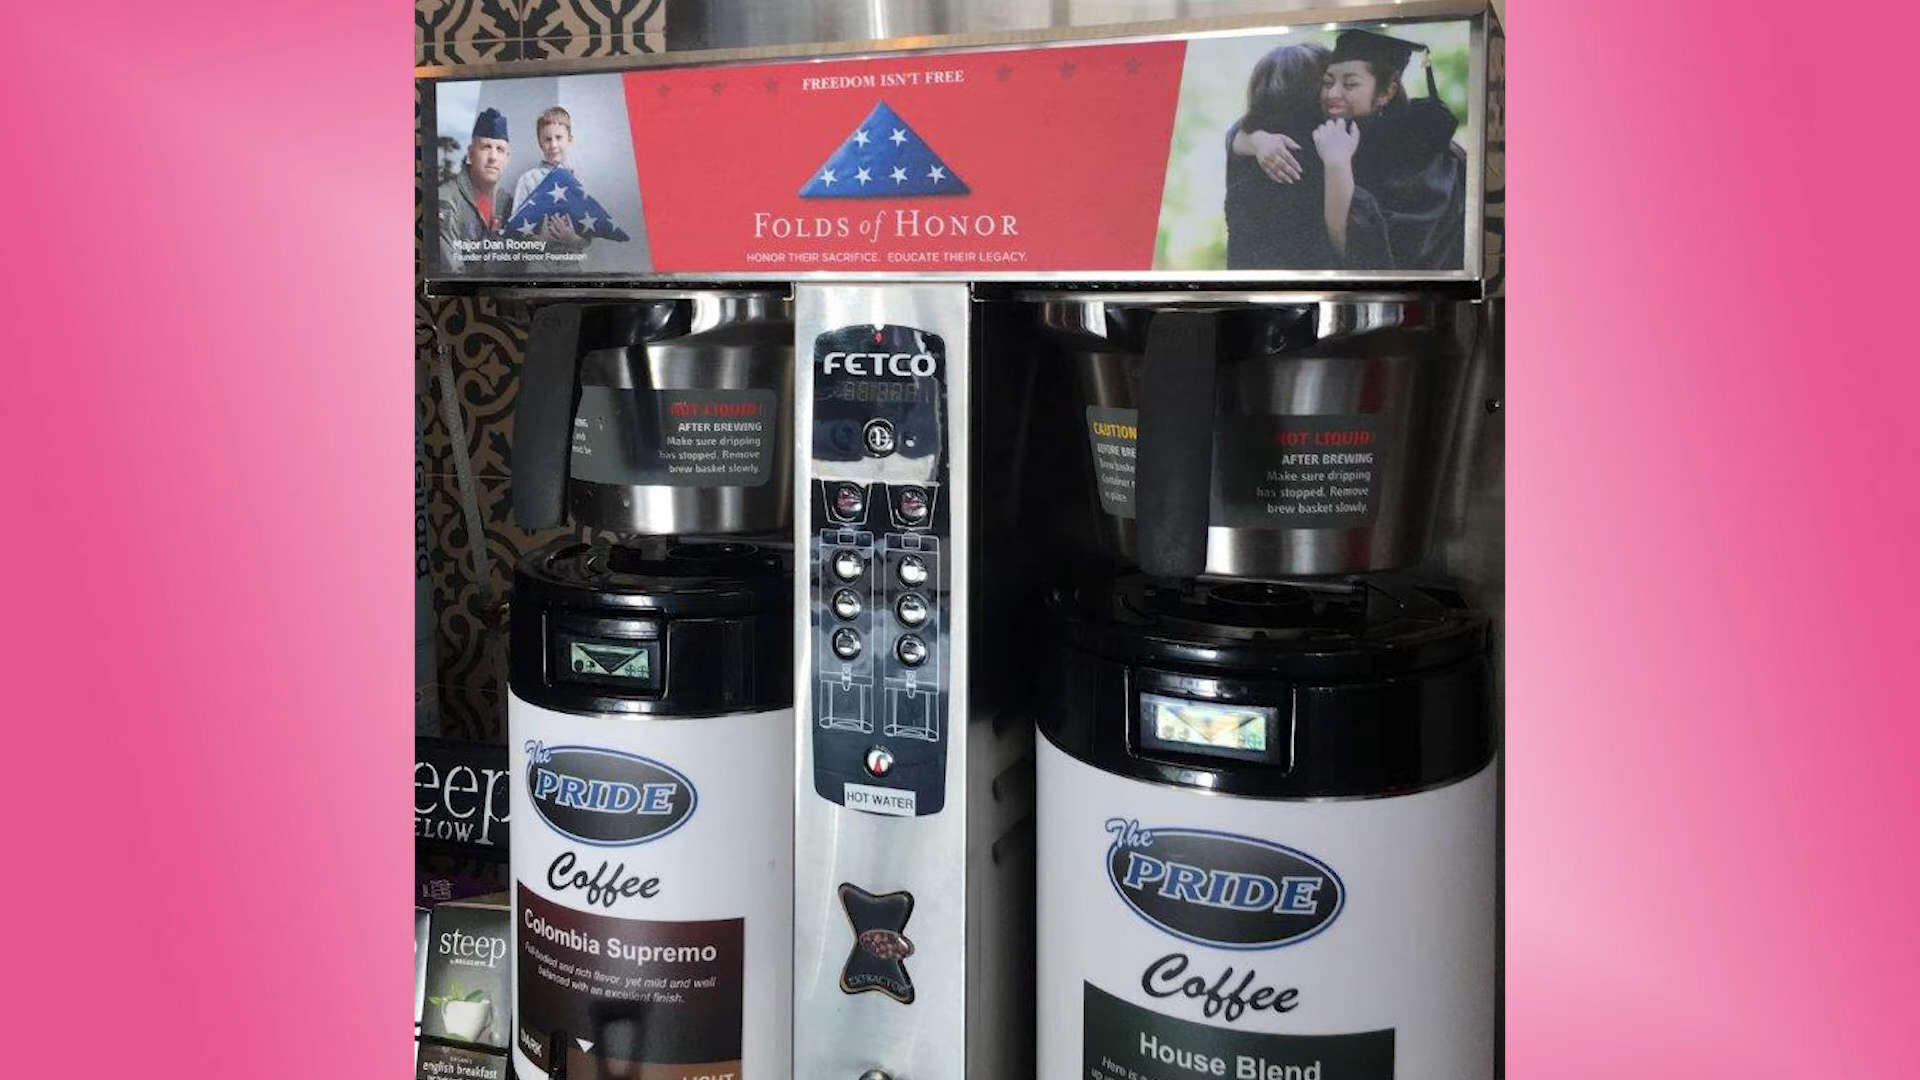 FREEDOM ISN'T FREE
FOLDS of HONOR
HONOR THEIR SACRIFICE. EDUCATE THEIR LEGACY.
Major Dan Rooney
Founder of Folds of Honor Foundation
FETCO
HOT LIQUID!
AFTER BREWING
Make sure dripping
has stopped. Remove
brew basket slowly.
CAUTION
HOT LIQUID!
AFTER BREWING
Make sure dripping
has stopped. Remove
brew basket slowly.
HOT WATER
EXTRACTOR
The
PRIDE
Coffee
Colombia Supremo
Full-bodied and rich flavor, yet mild and well
balanced with an excellent finish.
DARK
LIGHT
The
PRIDE
Coffee
House Blend
Here is a
eep
ELOW
steep
english breakfast